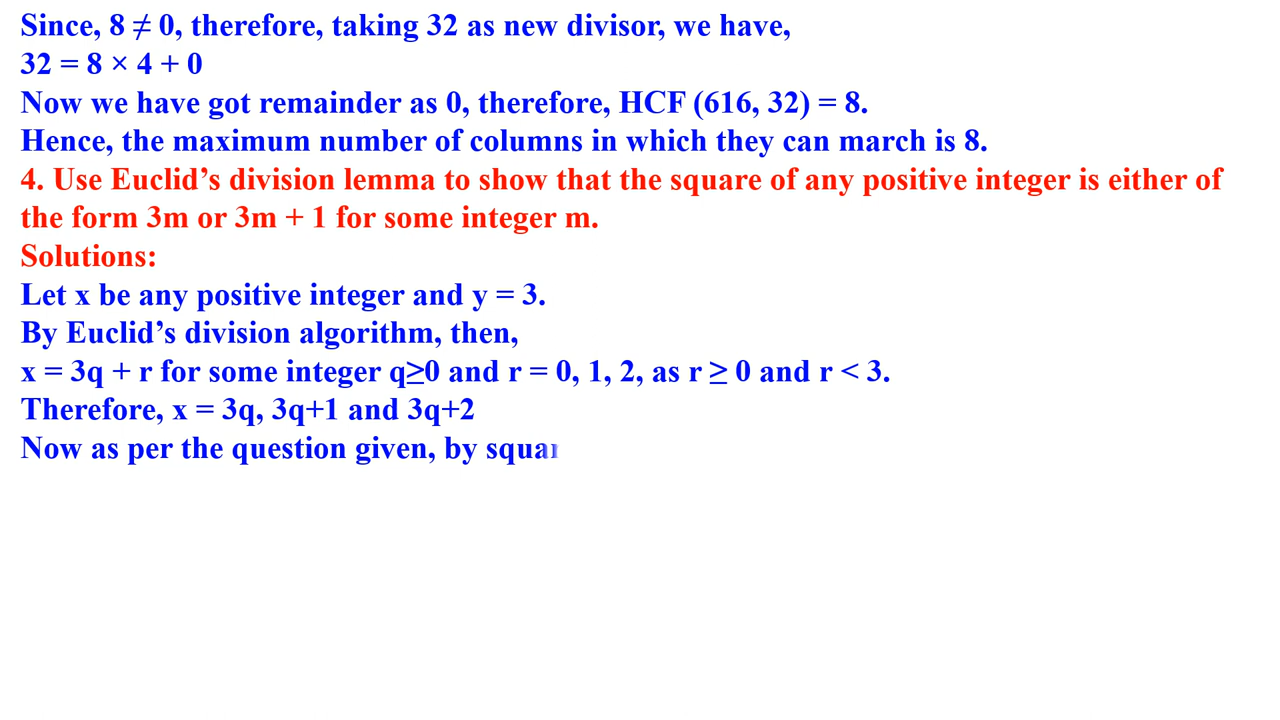 Since, 8 ≠ 0, therefore, taking 32 as new divisor, we have,
32 = 8 × 4 + 0
Now we have got remainder as 0, therefore, HCF (616, 32) = 8.
Hence, the maximum number of columns in which they can march is 8.
4. Use Euclid’s division lemma to show that the square of any positive integer is either of
the form 3m or 3m + 1 for some integer m.
Solutions:
Let x be any positive integer and y = 3.
By Euclid’s division algorithm, then,
x = 3q + r for some integer q≥0 and r = 0, 1, 2, as r ≥ 0 and r < 3.
Therefore, x = 3q, 3q+1 and 3q+2
Now as per the question given, by